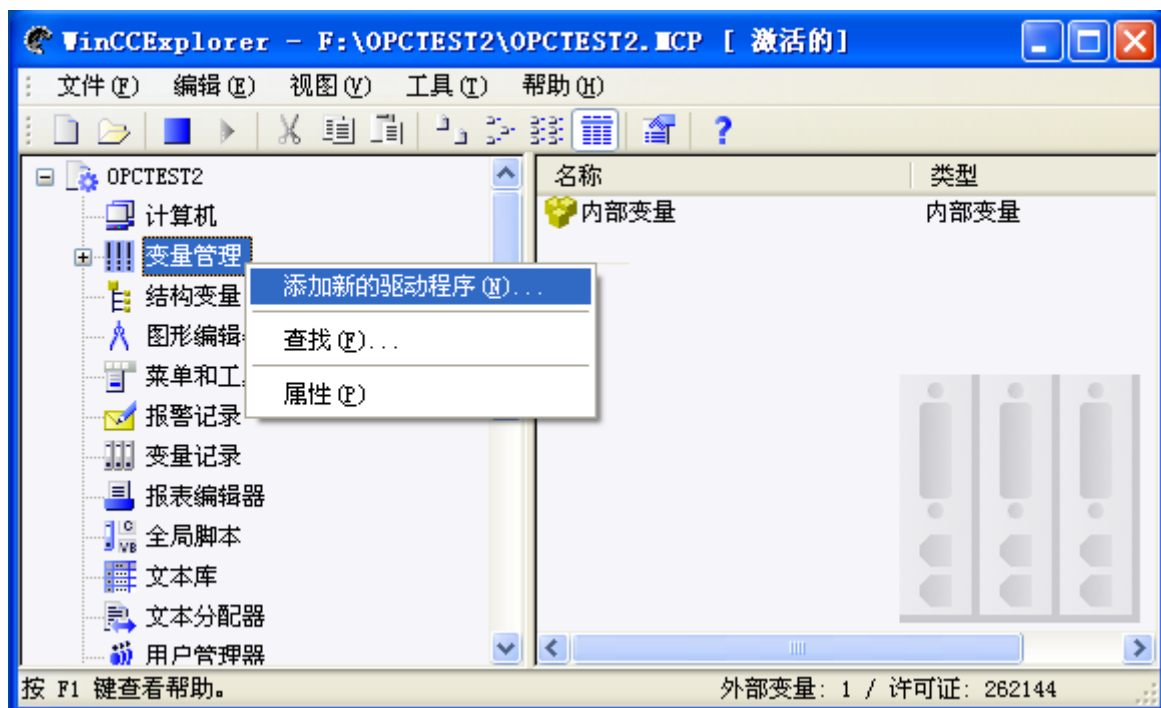 WinCCExplorer - F:\OPCTEST2\OPCTEST2.MCP [ 激活的]
文件(F) 编辑(E) 视图(V) 工具(T) 帮助(H)
OPCTEST2
名称 类型
计算机
内部变量 内部变量
变量管理
添加新的驱动程序(N)...
结构变量
查找(F)...
图形编辑
属性(P)
菜单和工
报警记录
变量记录
报表编辑器
全局脚本
文本库
文本分配器
用户管理器
按 F1 键查看帮助。 外部变量: 1 / 许可证: 262144